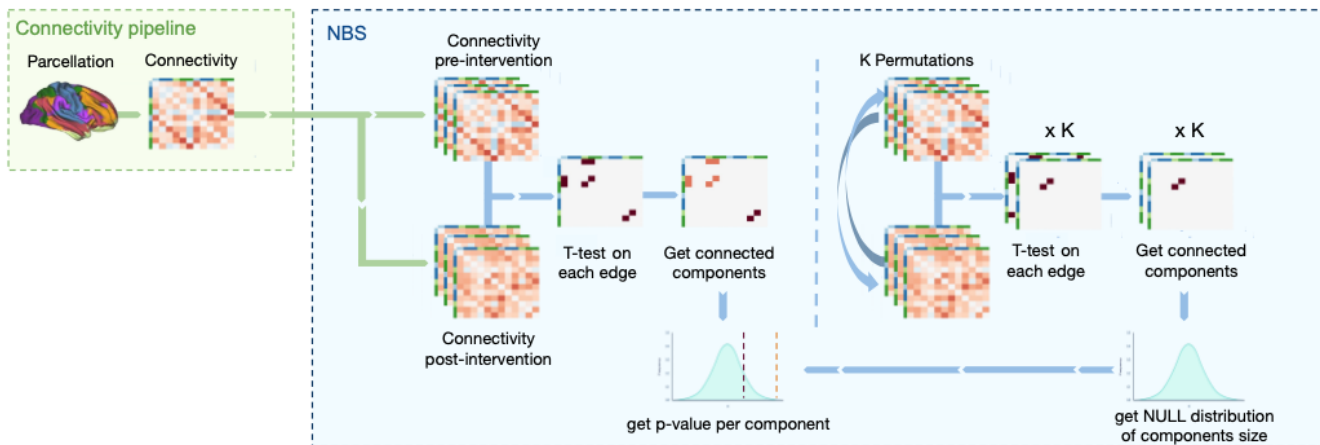 Connectivity pipeline
Parcellation
Connectivity
NBS
Connectivity
pre-intervention
T-test on
each edge
Get connected
components
Connectivity
post-intervention
get p-value per component
K Permutations
x K
x K
T-test on
each edge
Get connected
components
get NULL distribution
of components size